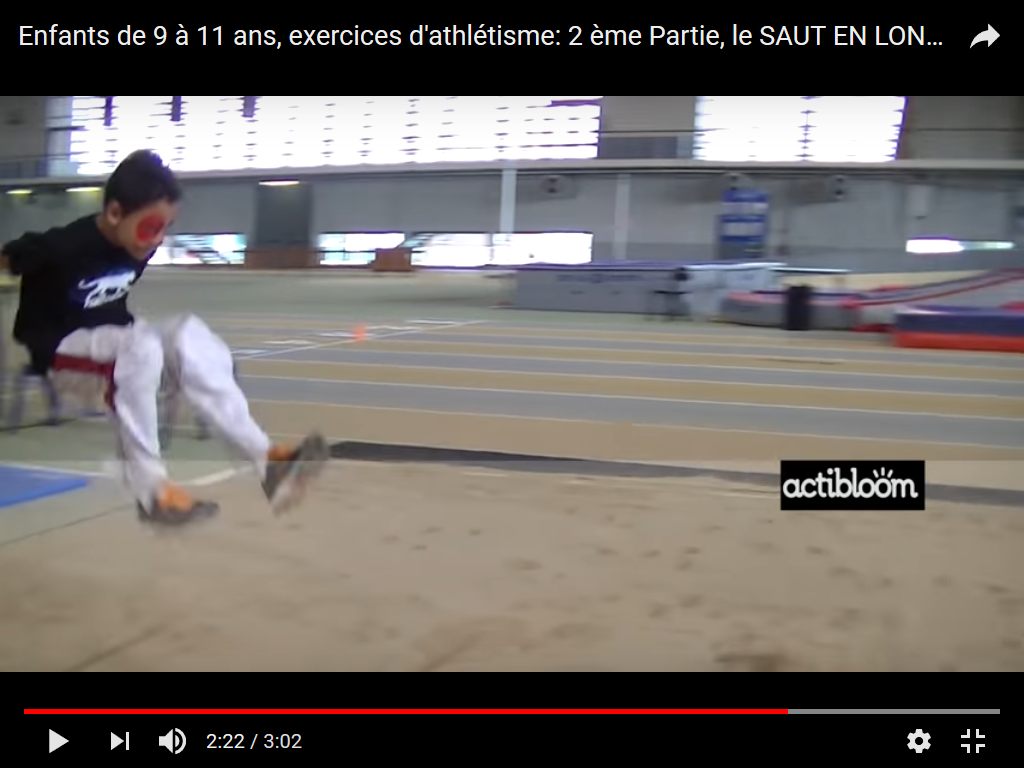 Enfants de 9 à 11 ans, exercices d'athlétisme: 2 ème Partie, le SAUT EN LON...
actibloom
2:22 / 3:02